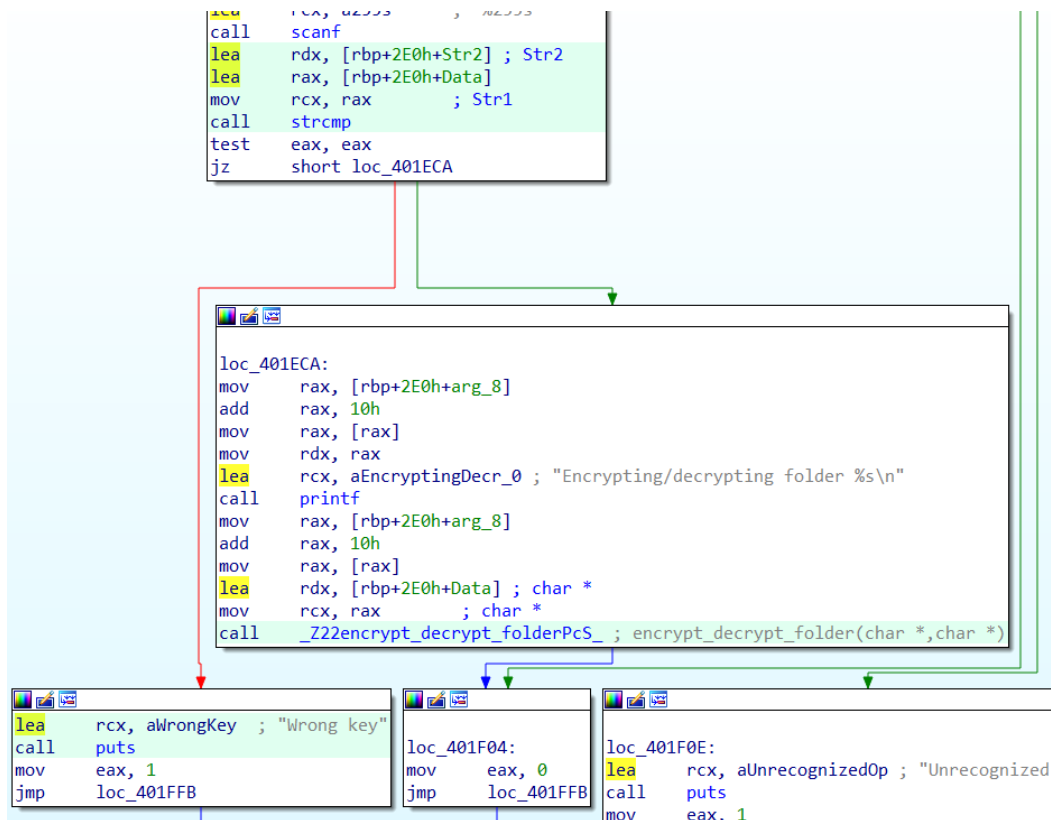 call scanf
lea rdx, [rbp+2E0h+Str2] ; Str2
lea rax, [rbp+2E0h+Data]
mov rcx, rax ; Str1
call strcmp
test eax, eax
jz short loc_401ECA
loc_401ECA:
mov rax, [rbp+2E0h+arg_8]
add rax, 10h
mov rax, [rax]
mov rdx, rax
lea rcx, aEncryptingDecr_0 ; "Encrypting/decrypting folder %s\n"
call printf
mov rax, [rbp+2E0h+arg_8]
add rax, 10h
mov rax, [rax]
lea rdx, [rbp+2E0h+Data] ; char *
mov rcx, rax ; char *
call _Z22encrypt_decrypt_folderPcS_ ; encrypt_decrypt_folder(char *,char *)
lea rcx, aWrongKey ; "Wrong key"
call puts
mov eax, 1
jmp loc_401FFB
loc_401F04:
mov eax, 0
jmp loc_401FFB
loc_401F0E:
lea rcx, aUnrecognizedOp ; "Unrecognized
call puts
mov eax, 1